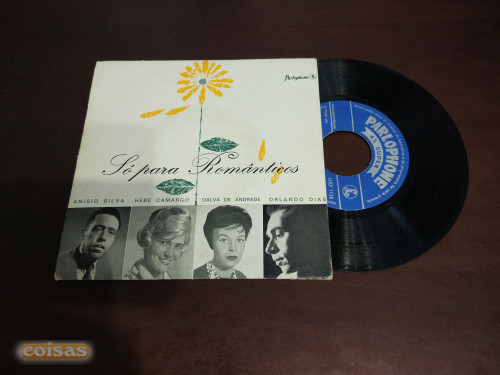 Parlophone
Só para Românticos
ANISIO SILVA HEBE CAMARGO DALVA DE ANDRADE ORLANDO DIAS
PARLOPHONE
coisas